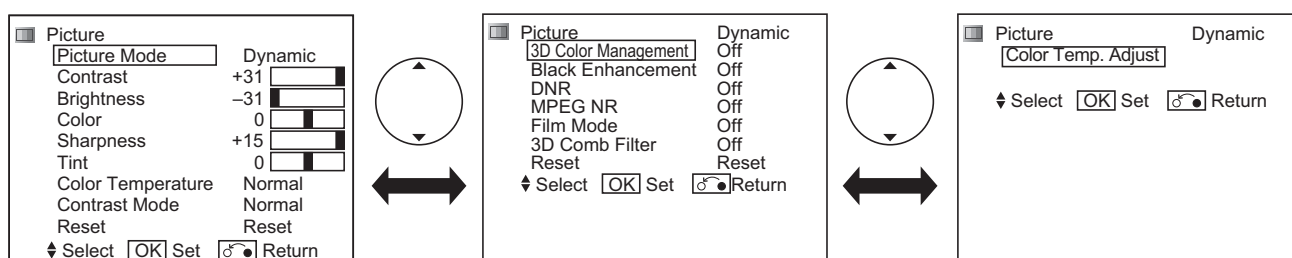 Picture
Picture Mode Dynamic
Contrast +31
Brightness –31
Color 0
Sharpness +15
Tint 0
Color Temperature Normal
Contrast Mode Normal
Reset Reset
Select OK Set Return
Picture Dynamic
3D Color Management Off
Black Enhancement Off
DNR Off
MPEG NR Off
Film Mode Off
3D Comb Filter Off
Reset Reset
Select OK Set Return
Picture Dynamic
Color Temp. Adjust
Select OK Set Return